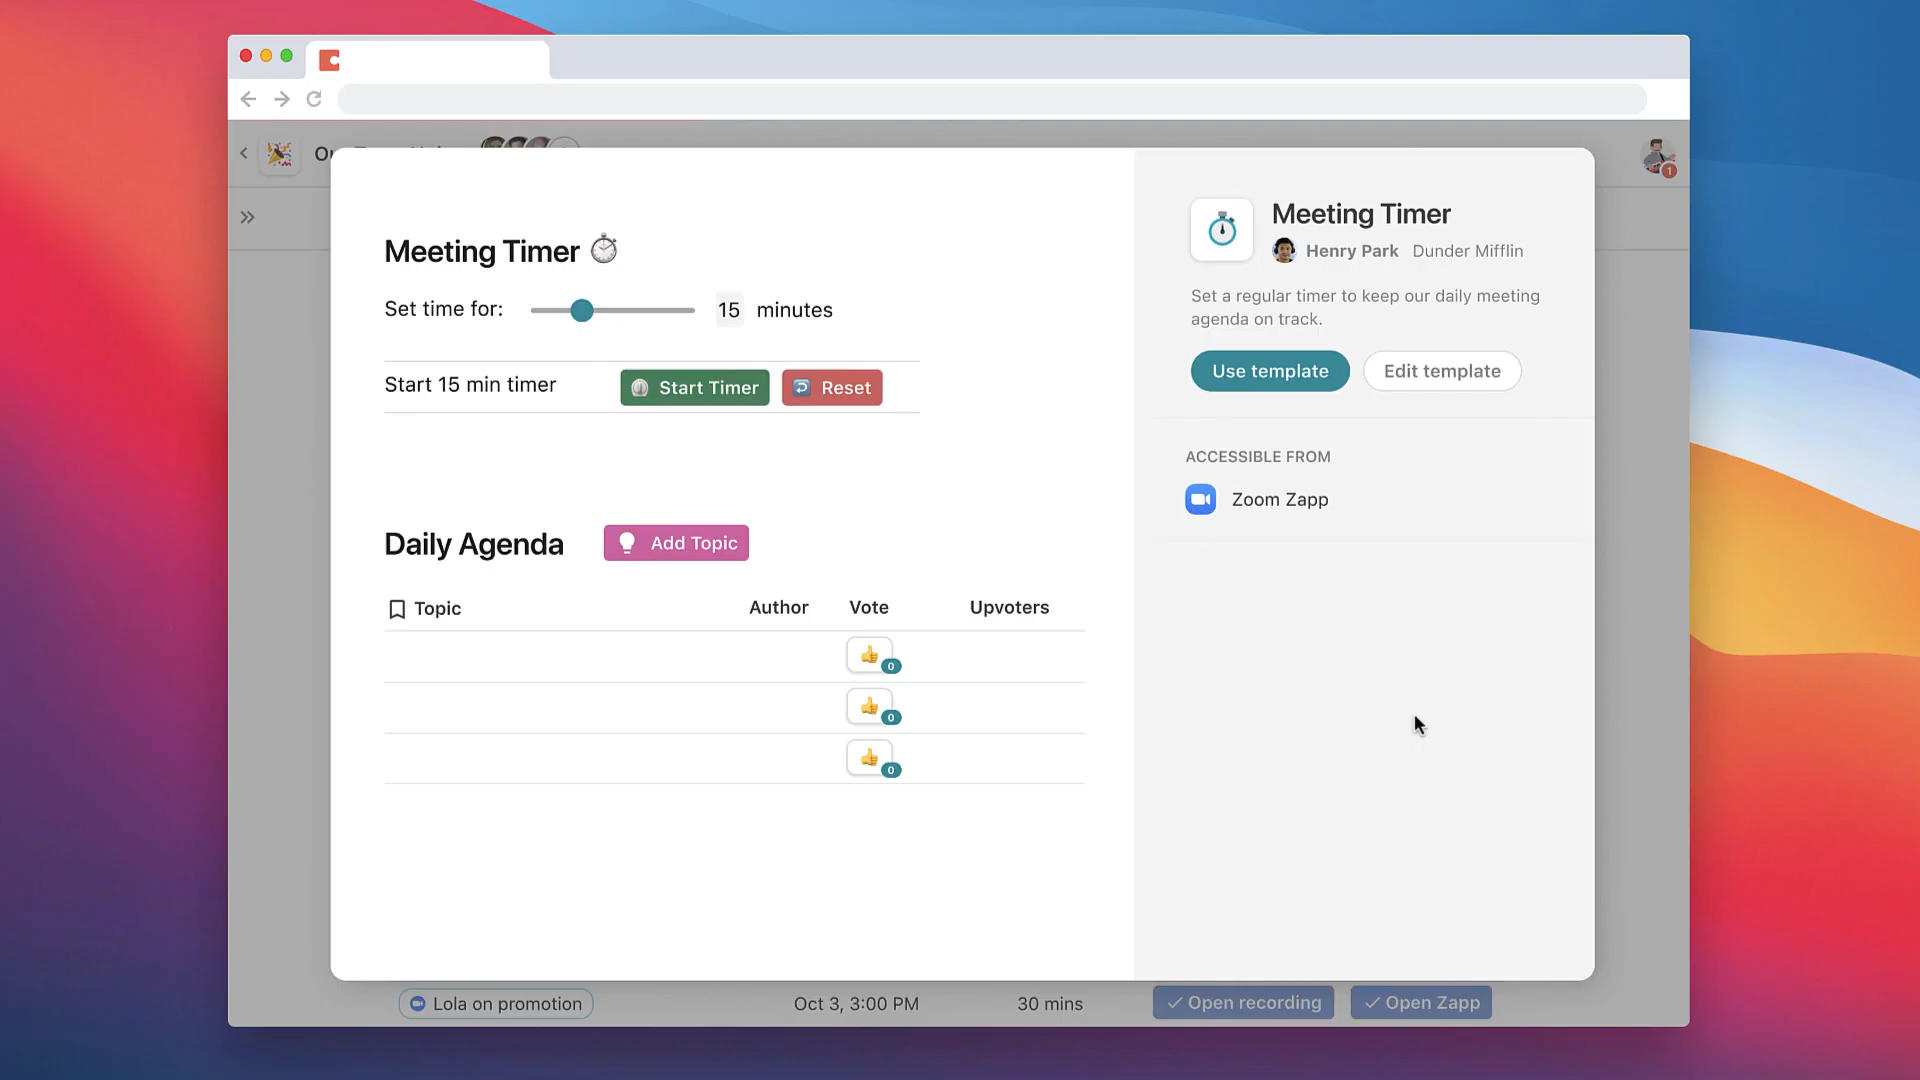 Meeting Timer
Set time for: 15 minutes
Start 15 min timer Start Timer Reset
Daily Agenda Add Topic
Topic Author Vote Upvoters
0
0
0
Meeting Timer
Henry Park Dunder Mifflin
Set a regular timer to keep our daily meeting
agenda on track.
Use template Edit template
ACCESSIBLE FROM
Zoom Zapp
1
Lola on promotion Oct 3, 3:00 PM 30 mins Open recording Open Zapp